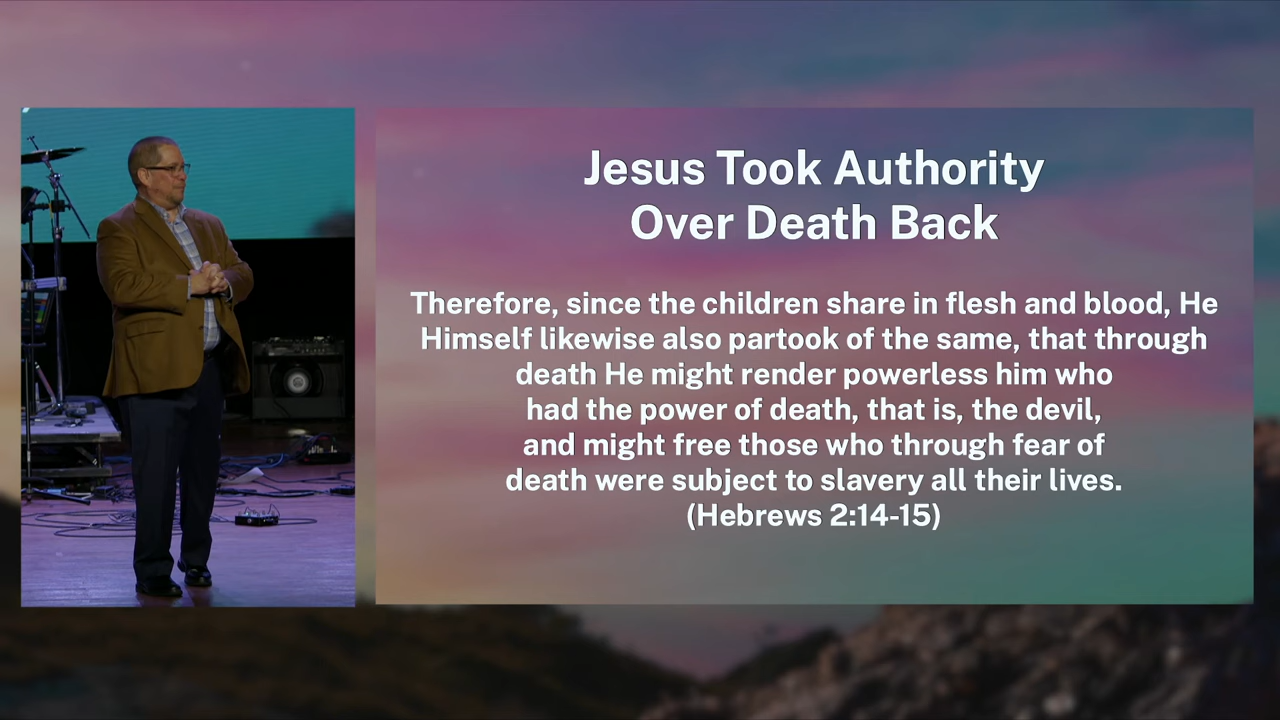 Jesus Took Authority
Over Death Back
Therefore, since the children share in flesh and blood, He
Himself likewise also partook of the same, that through
death He might render powerless him who
had the power of death, that is, the devil,
and might free those who through fear of
death were subject to slavery all their lives.
(Hebrews 2:14-15)